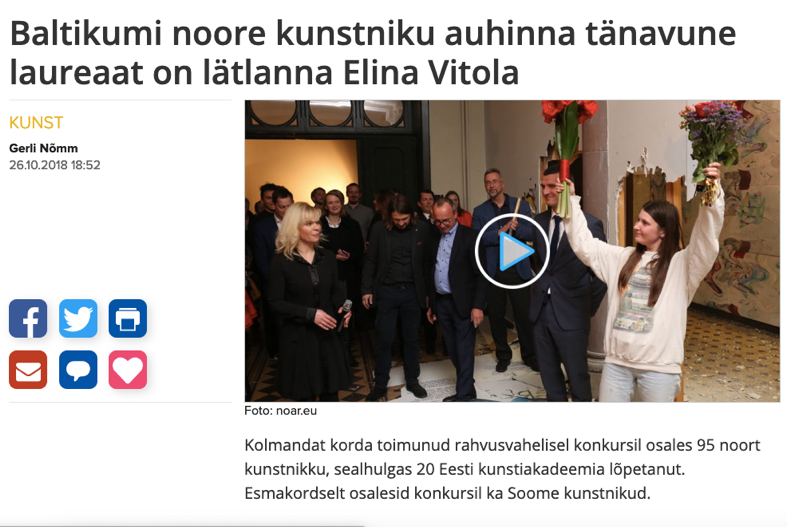 Baltikumi noore kunstniku auhinna tänavune
laureaat on lätlanna Elina Vitola
KUNST
Gerli Nõmm
26.10.2018 18:52
Foto: noar.eu
Kolmandat korda toimunud rahvusvahelisel konkursil osales 95 noort
kunstnikku, sealhulgas 20 Eesti kunstiakadeemia lõpetanut.
Esmakordselt osalesid konkursil ka Soome kunstnikud.